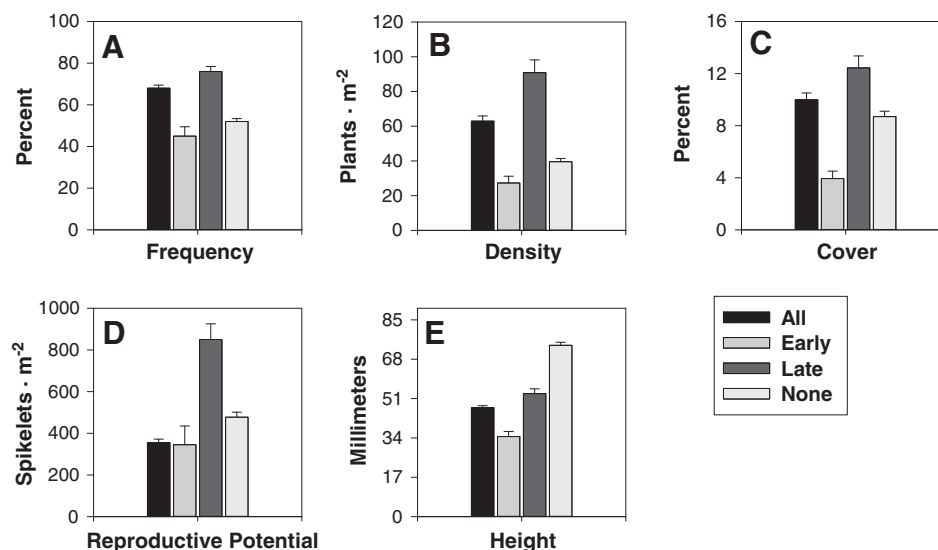 A
Percent
100
80
60
40
20
0
Frequency
B
Plants · m-2
120
100
80
60
40
20
0
Density
C
Percent
16
12
8
4
0
Cover
D
Spikelets · m-2
1000
800
600
400
200
0
Reproductive Potential
E
Millimeters
85
68
51
34
17
0
Height
All
Early
Late
None